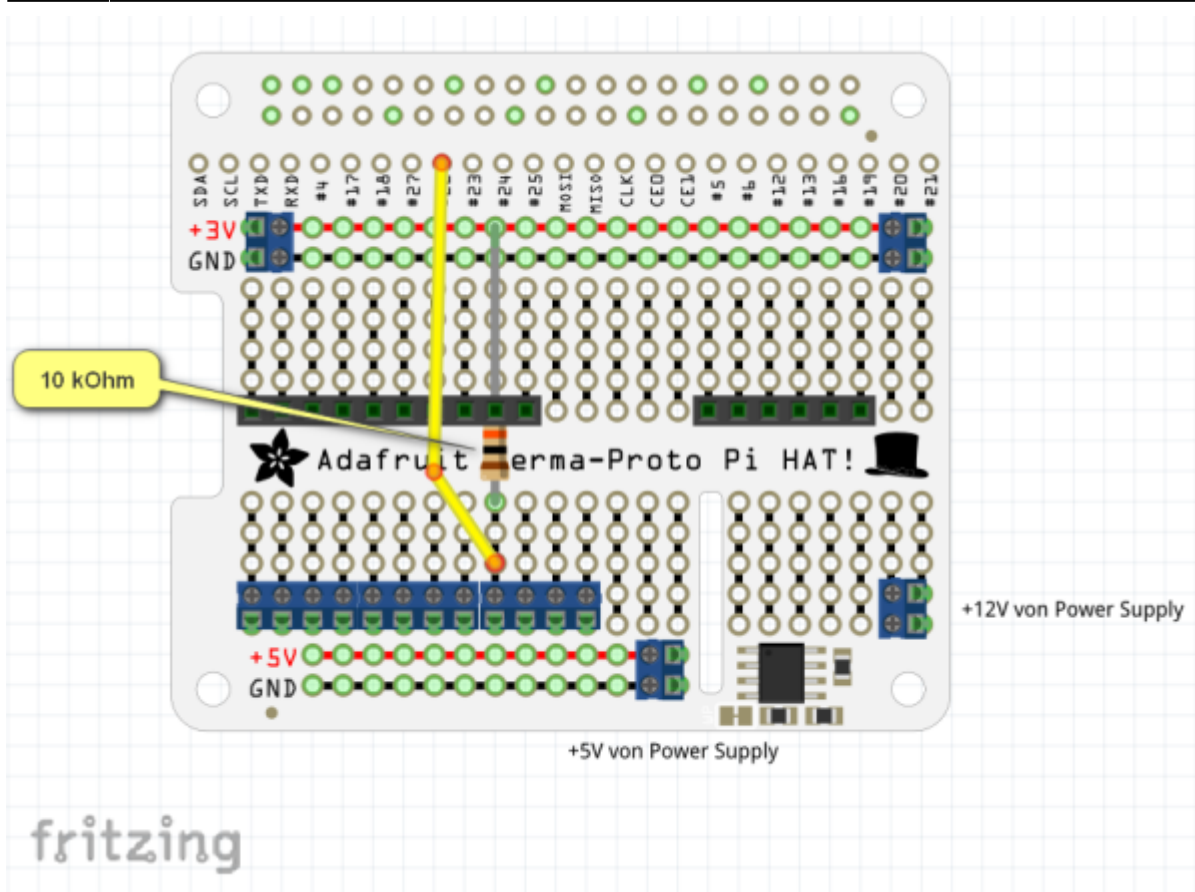 SDA
SCL
TXD
RXD
#4
#17
#18
#27
#23
#24
#25
MOSI
MISO
CLK
CE0
CE1
#5
#6
#12
#13
#16
#19
#20
#21
+3V
GND
10 kOhm
Adafruit erma-Proto Pi HAT!
+12V von Power Supply
+5V
GND
+5V von Power Supply
fritzing